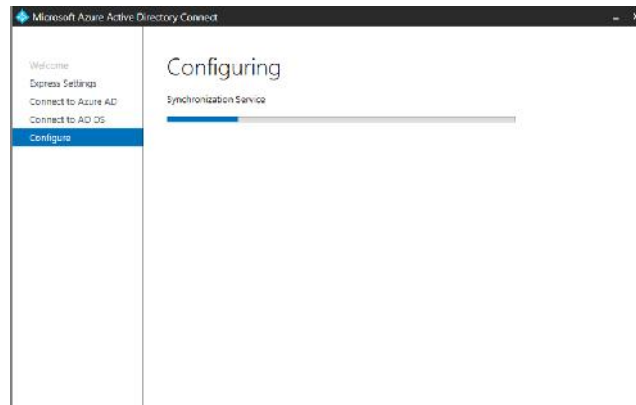 Microsoft Azure Active Directory Connect
Welcome
Express Settings
Connect to Azure AD
Connect to AD DS
Configure
Configuring
Synchronization Service